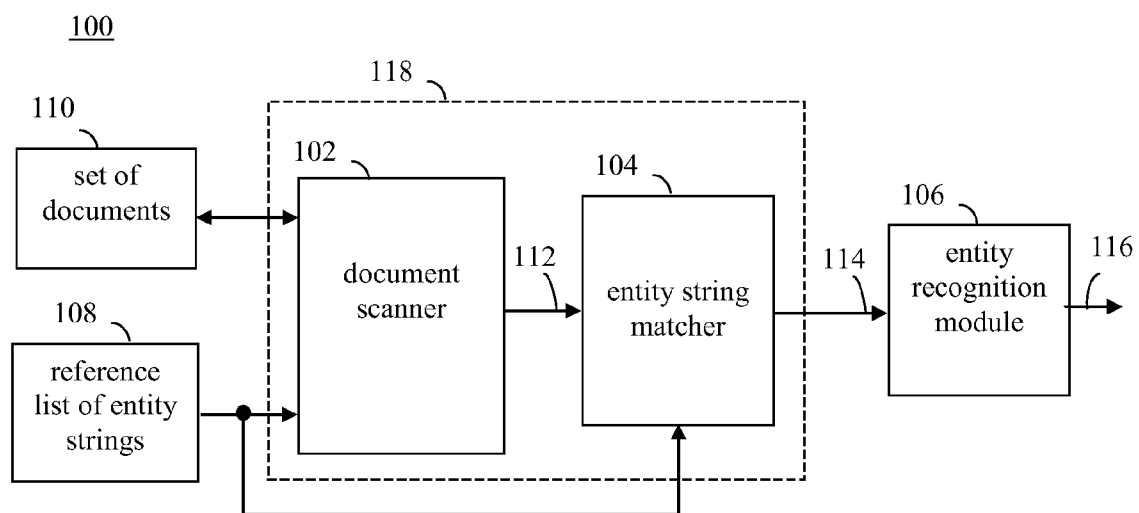 100
118
110
set of
documents
102
document
scanner
104
entity string
matcher
106
entity
recognition
module
112
114
116
108
reference
list of entity
strings